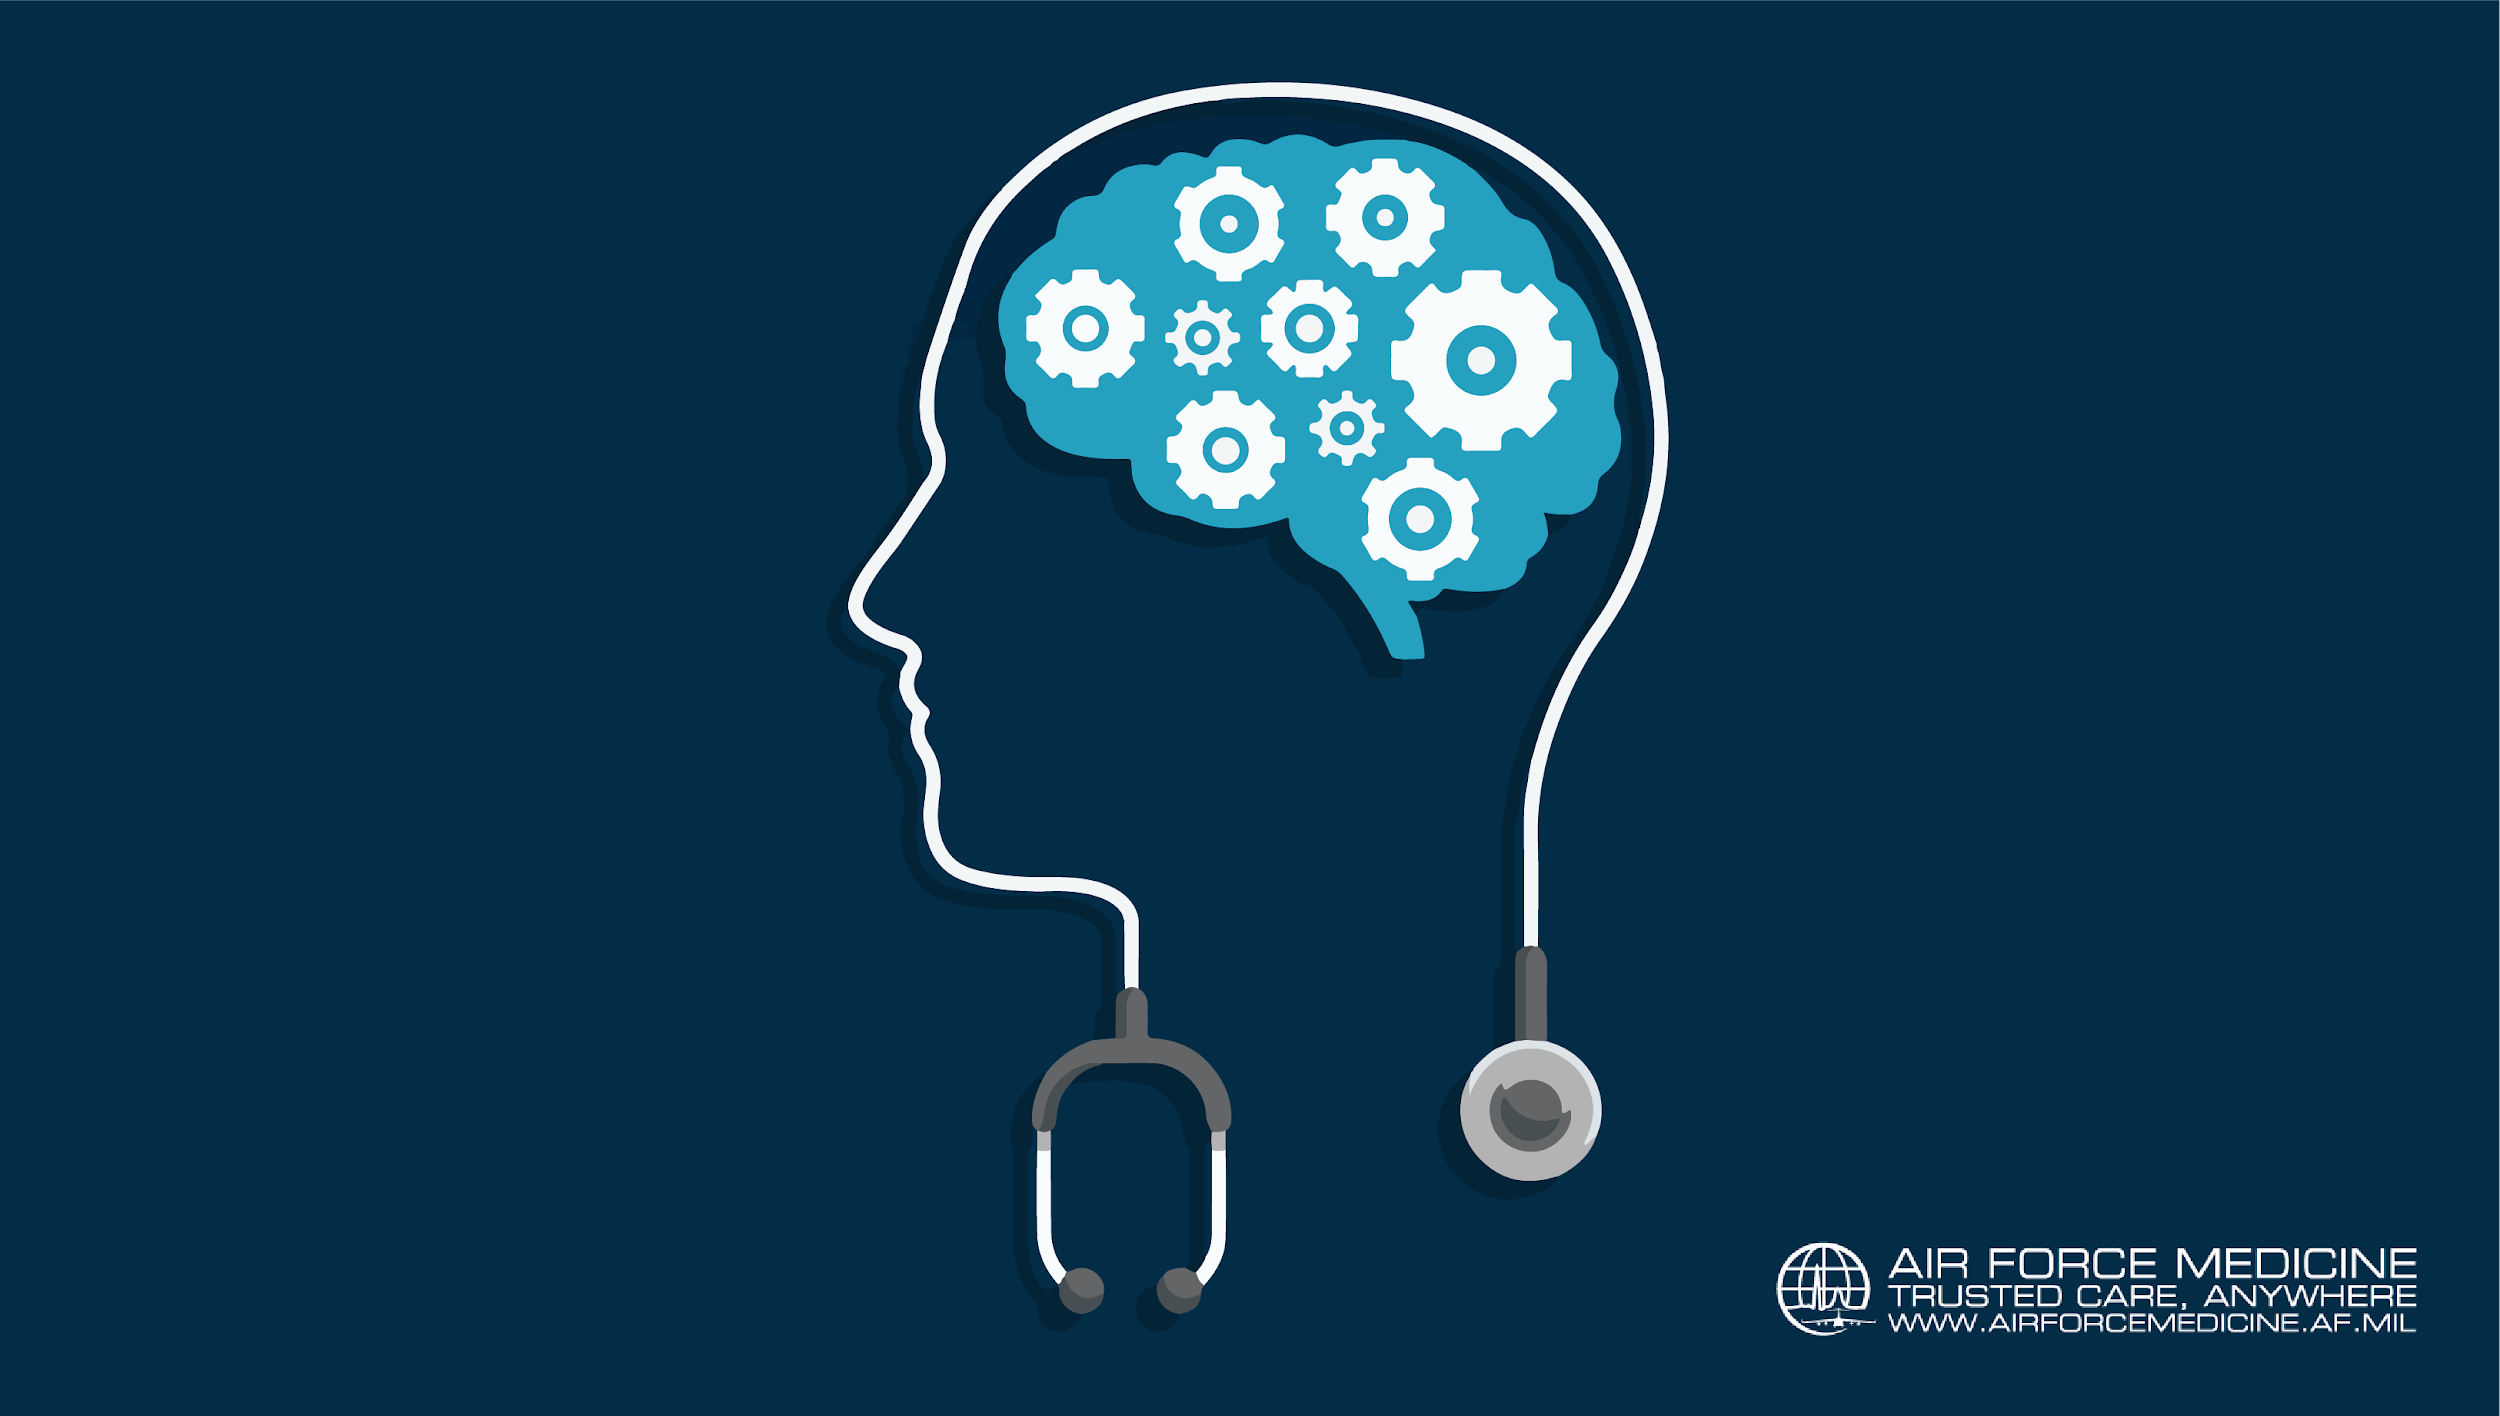 AIR FORCE MEDICINE
TRUSTED CARE, ANYWHERE
WWW.AIRFORCEMEDICINE.AF.MIL